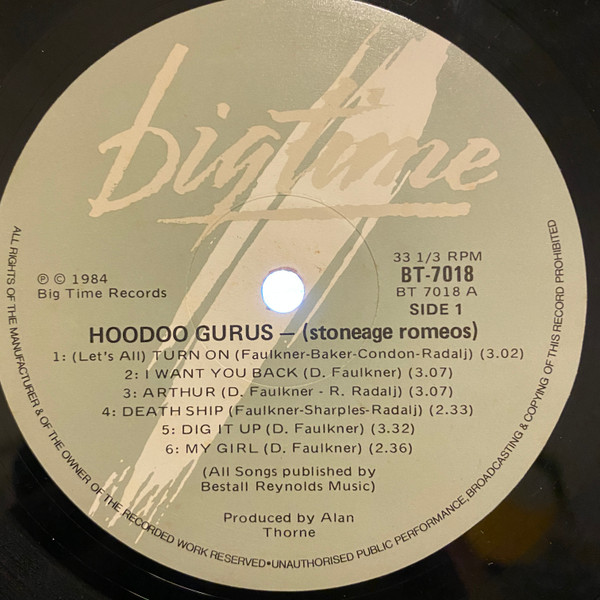 bigtime
33 1/3 RPM
BT-7018
BT 7018 A
SIDE 1
℗ © 1984
Big Time Records
HOODOO GURUS – (stoneage romeos)
1: (Let's All) TURN ON (Faulkner-Baker-Condon-Radalj) (3.02)
2: I WANT YOU BACK (D. Faulkner) (3.07)
3: ARTHUR (D. Faulkner - R. Radalj) (3.07)
4: DEATH SHIP (Faulkner-Sharples-Radalj) (2.33)
5: DIG IT UP (D. Faulkner) (3.32)
6: MY GIRL (D. Faulkner) (2.36)
(All Songs published by
Bestall Reynolds Music)
Produced by Alan
Thorne
ALL RIGHTS OF THE MANUFACTURER & OF THE OWNER OF THE RECORDED WORK RESERVED•UNAUTHORISED PUBLIC PERFORMANCE, BROADCASTING & COPYING OF THIS RECORD PROHIBITED